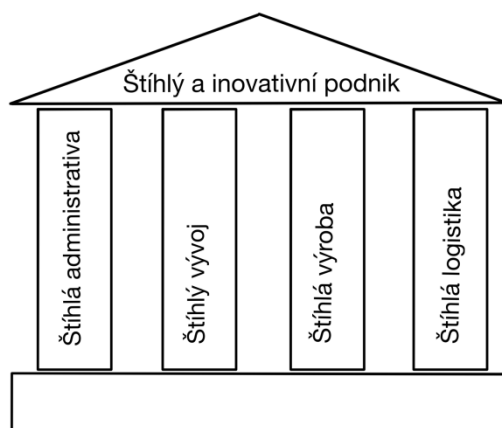 Štíhlý a inovativní podnik
Štíhlá administrativa
Štíhlý vývoj
Štíhlá výroba
Štíhlá logistika